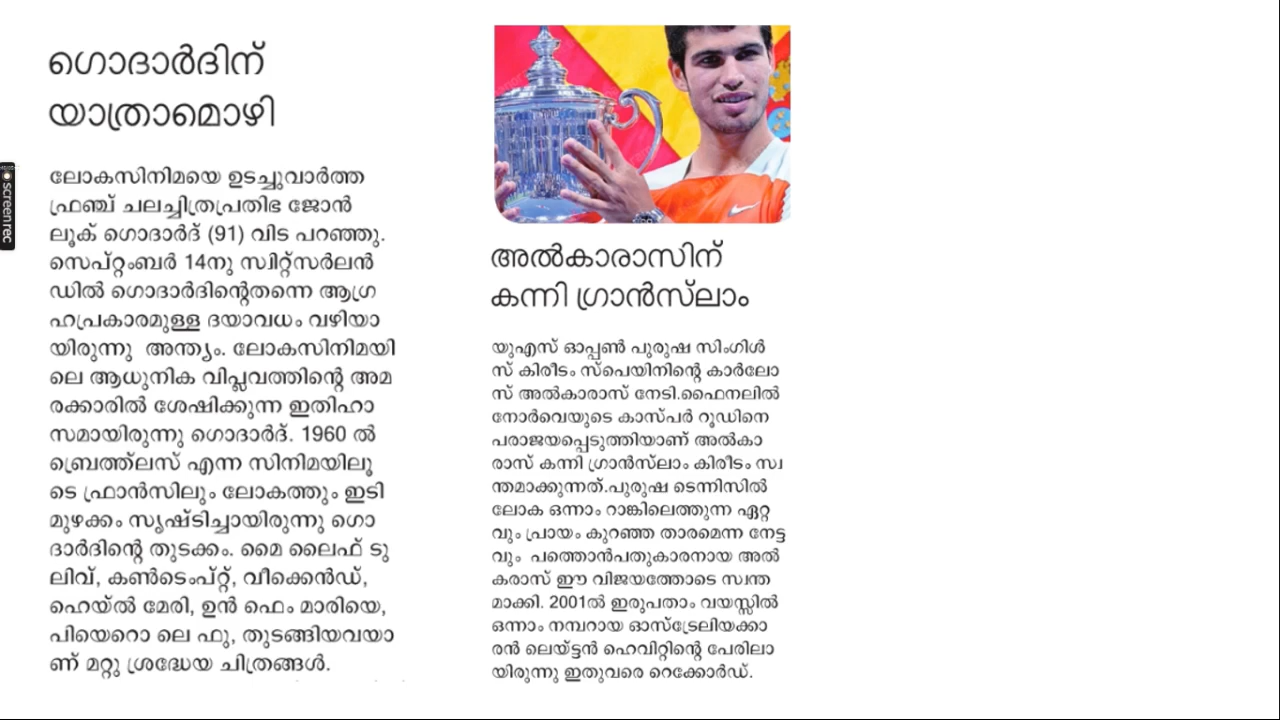 ഗൊദാർദിന്
യാത്രാമൊഴി
ലോകസിനിമയെ ഉടച്ചുവാർത്ത
ഫ്രഞ്ച് ചലച്ചിത്രപ്രതിഭ ജോൻ
ലൂക് ഗൊദാർദ് (91) വിട പറഞ്ഞു.
സെപ്റ്റംബർ 14നു സ്വിറ്റ്സർലൻ
ഡിൽ ഗൊദാർദിന്റെതന്നെ ആഗ്ര
ഹപ്രകാരമുള്ള ദയാവധം വഴിയാ
യിരുന്നു അന്ത്യം. ലോകസിനിമയി
ലെ ആധുനിക വിപ്ലവത്തിന്റെ അമ
രക്കാരിൽ ശേഷിക്കുന്ന ഇതിഹാ
സമായിരുന്നു ഗൊദാർദ്. 1960 ൽ
ബ്രെത്ത്ലസ് എന്ന സിനിമയിലൂ
ടെ ഫ്രാൻസിലും ലോകത്തും ഇടി
മുഴക്കം സൃഷ്ടിച്ചായിരുന്നു ഗൊ
ദാർദിന്റെ തുടക്കം. മൈ ലൈഫ് ടു
ലിവ്, കൺടെംപ്റ്റ്, വീക്കെൻഡ്,
ഹെയ്ൽ മേരി, ഉൻ ഫെം മാരിയെ,
പിയെറൊ ലെ ഫു, തുടങ്ങിയവയാ
ണ് മറ്റു ശ്രദ്ധേയ ചിത്രങ്ങൾ.
അൽകാരാസിന്
കന്നി ഗ്രാൻസ്‌ലാം
യുഎസ് ഓപ്പൺ പുരുഷ സിംഗിൾ
സ് കിരീടം സ്പെയിനിന്റെ കാർലോ
സ് അൽകാരാസ് നേടി.ഫൈനലിൽ
നോർവെയുടെ കാസ്പർ റൂഡിനെ
പരാജയപ്പെടുത്തിയാണ് അൽകാ
രാസ് കന്നി ഗ്രാൻസ്‌ലാം കിരീടം സ്വ
ന്തമാക്കുന്നത്.പുരുഷ ടെന്നിസിൽ
ലോക ഒന്നാം റാങ്കിലെത്തുന്ന ഏറ്റ
വും പ്രായം കുറഞ്ഞ താരമെന്ന നേട്ട
വും പത്തൊൻപതുകാരനായ അൽ
കരാസ് ഈ വിജയത്തോടെ സ്വന്ത
മാക്കി. 2001ൽ ഇരുപതാം വയസ്സിൽ
ഒന്നാം നമ്പറായ ഓസ്ട്രേലിയക്കാ
രൻ ലെയ്ട്ടൻ ഹെവിറ്റിന്റെ പേരിലാ
യിരുന്നു ഇതുവരെ റെക്കോർഡ്.
screenrec